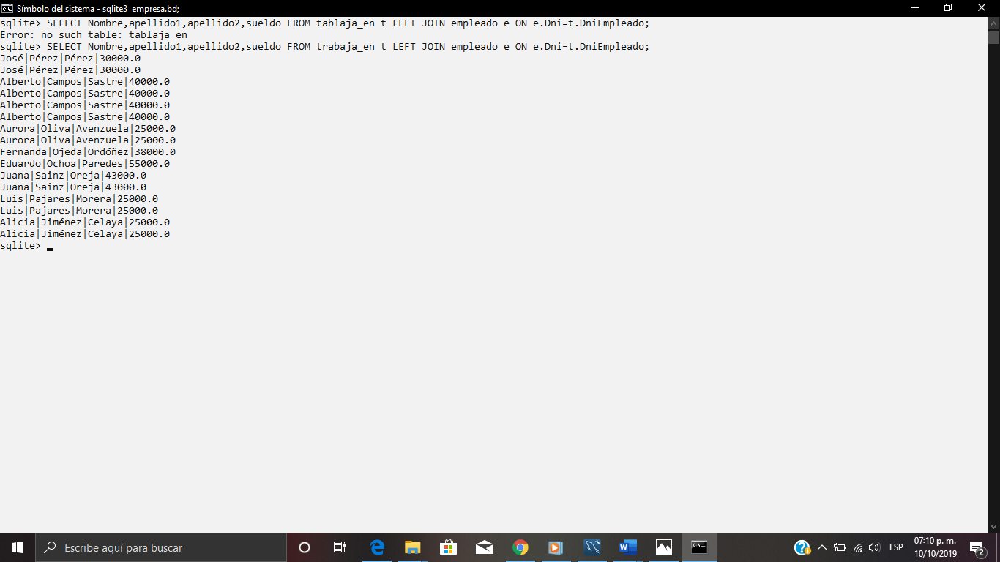 Símbolo del sistema - sqlite3  empresa.bd;
sqlite> SELECT Nombre,apellido1,apellido2,sueldo FROM tablaja_en t LEFT JOIN empleado e ON e.Dni=t.DniEmpleado;
Error: no such table: tablaja_en
sqlite> SELECT Nombre,apellido1,apellido2,sueldo FROM trabaja_en t LEFT JOIN empleado e ON e.Dni=t.DniEmpleado;
José|Pérez|Pérez|30000.0
José|Pérez|Pérez|30000.0
Alberto|Campos|Sastre|40000.0
Alberto|Campos|Sastre|40000.0
Alberto|Campos|Sastre|40000.0
Alberto|Campos|Sastre|40000.0
Aurora|Oliva|Avenzuela|25000.0
Aurora|Oliva|Avenzuela|25000.0
Fernanda|Ojeda|Ordóñez|38000.0
Eduardo|Ochoa|Paredes|55000.0
Juana|Sainz|Oreja|43000.0
Juana|Sainz|Oreja|43000.0
Luis|Pajares|Morera|25000.0
Luis|Pajares|Morera|25000.0
Alicia|Jiménez|Celaya|25000.0
Alicia|Jiménez|Celaya|25000.0
sqlite>
Escribe aquí para buscar
ESP
07:10 p. m.
10/10/2019
2